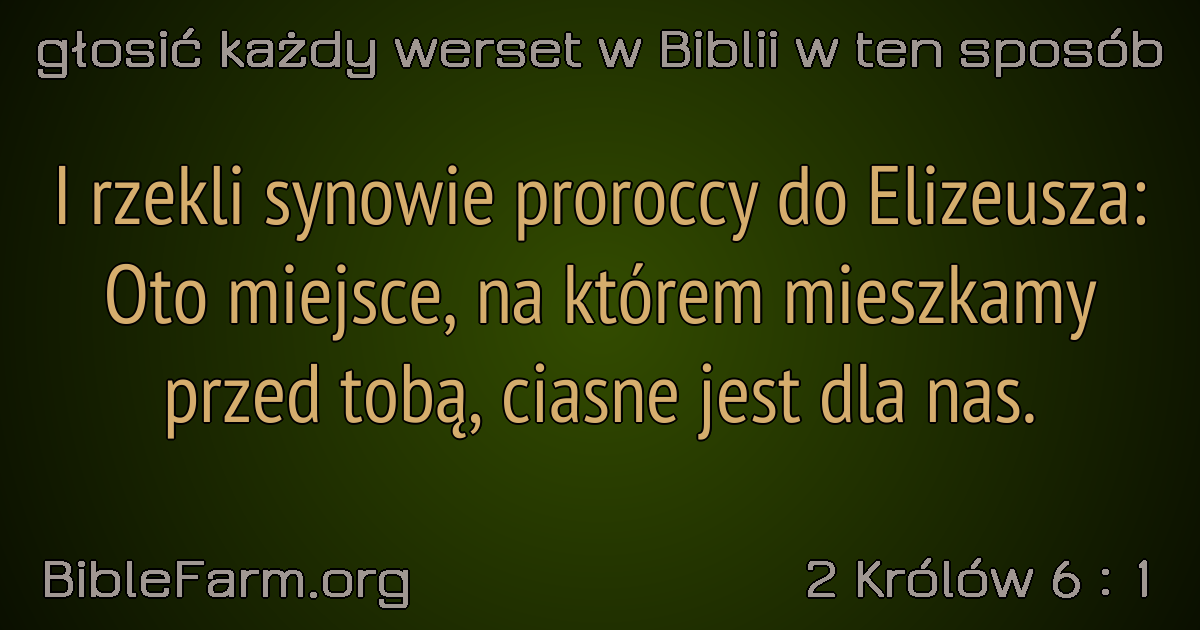 głosić każdy werset w Biblii w ten sposób
I rzekli synowie proroccy do Elizeusza:
Oto miejsce, na którem mieszkamy
przed tobą, ciasne jest dla nas.
BibleFarm.org
2 Królów 6 : 1